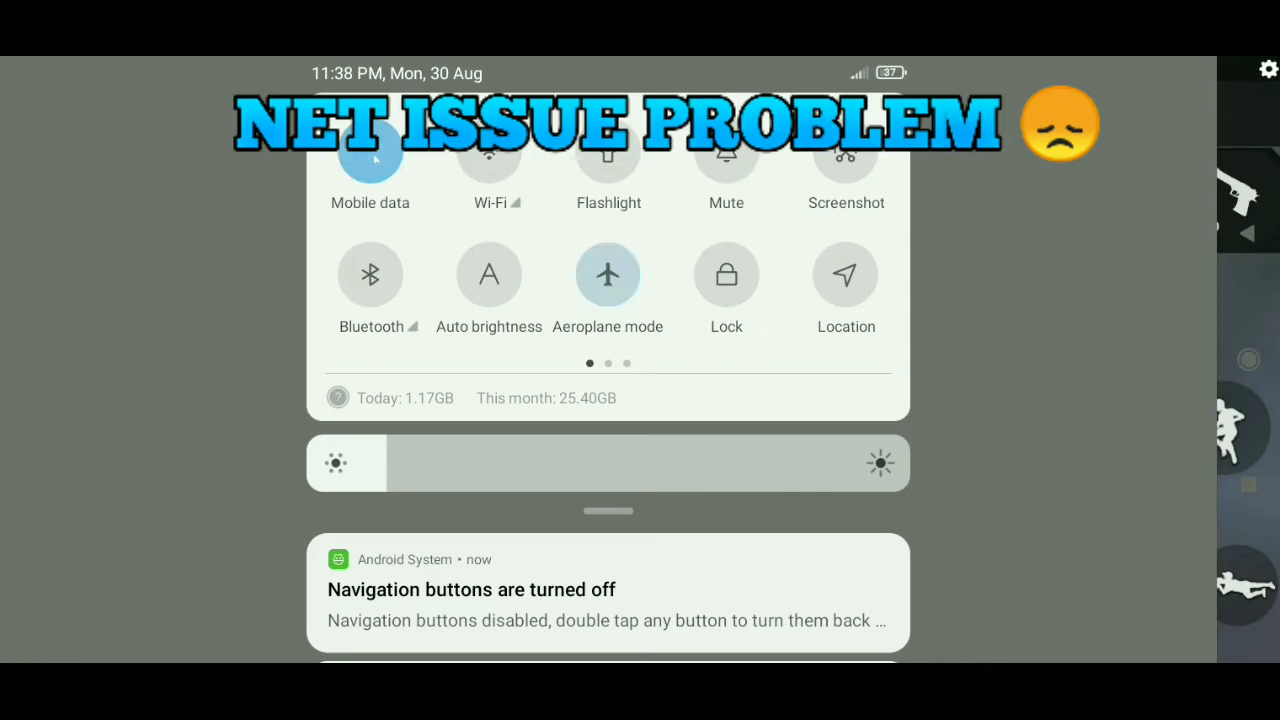 11:38 PM, Mon, 30 Aug
37
NET ISSUE PROBLEM 😞
Mobile data
Wi-Fi
Flashlight
Mute
Screenshot
Bluetooth
Auto brightness
Aeroplane mode
Lock
Location
Today: 1.17GB
This month: 25.40GB
Android System • now
Navigation buttons are turned off
Navigation buttons disabled, double tap any button to turn them back ...